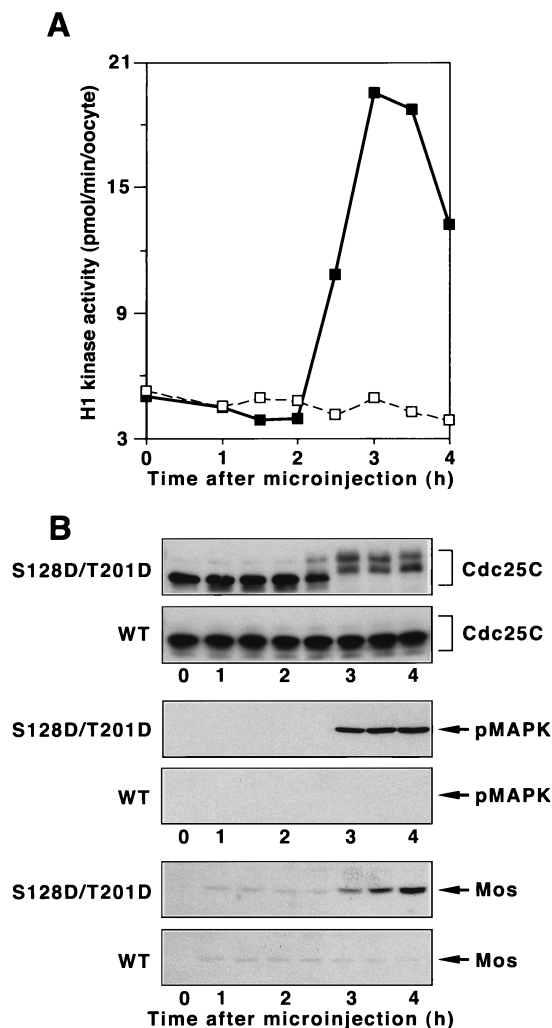 A
H1 kinase activity (pmol/min/oocyte)
21
15
9
3
0 1 2 3 4
Time after microinjection (h)
B
S128D/T201D Cdc25C
WT Cdc25C
0 1 2 3 4
S128D/T201D pMAPK
WT pMAPK
0 1 2 3 4
S128D/T201D Mos
WT Mos
0 1 2 3 4
Time after microinjection (h)